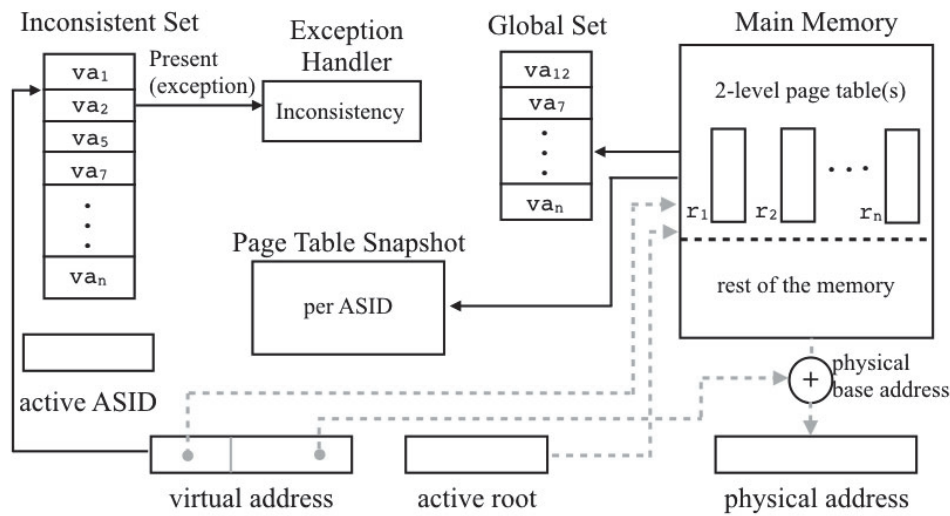 Inconsistent Set
va1
va2
va5
va7
van
Present
(exception)
Exception
Handler
Inconsistency
Global Set
va12
va7
van
Main Memory
2-level page table(s)
r1
r2
rn
rest of the memory
Page Table Snapshot
per ASID
active ASID
+
physical
base address
virtual address
active root
physical address